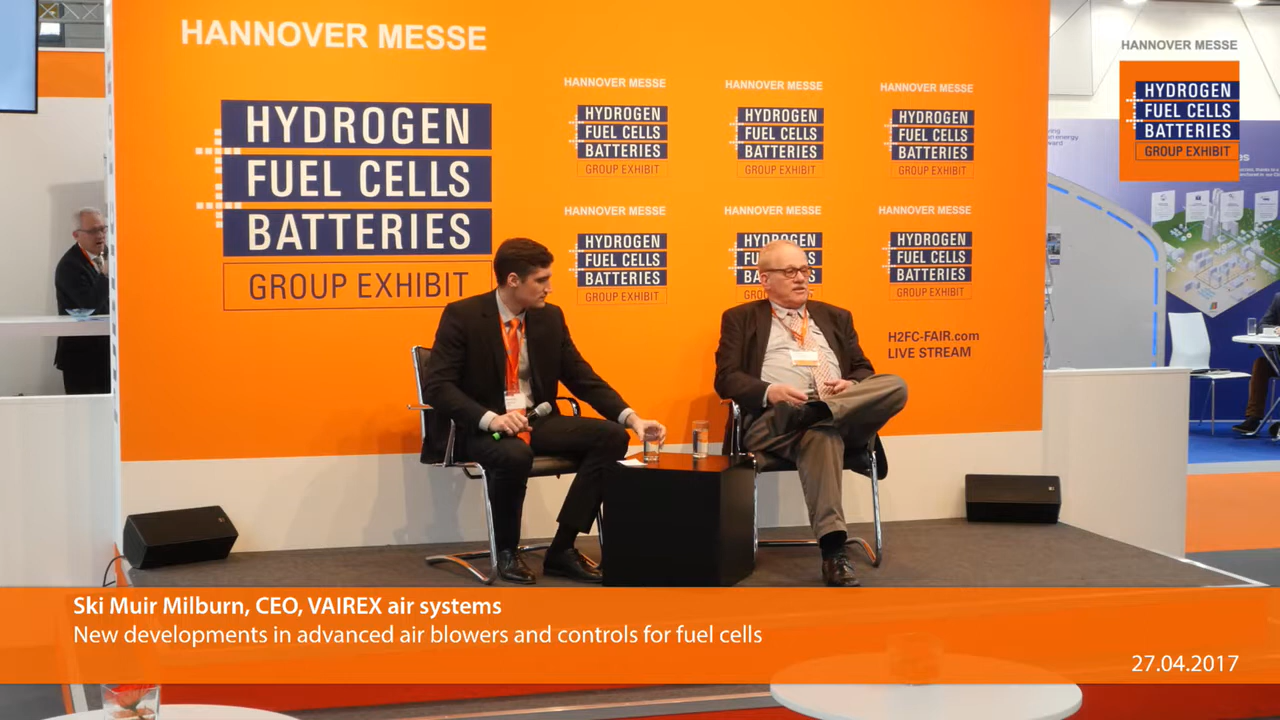 HANNOVER MESSE
HYDROGEN
FUEL CELLS
BATTERIES
GROUP EXHIBIT
HANNOVER MESSE
HYDROGEN
FUEL CELLS
BATTERIES
GROUP EXHIBIT
HANNOVER MESSE
HYDROGEN
FUEL CELLS
BATTERIES
GROUP EXHIBIT
HANNOVER MESSE
HYDROGEN
FUEL CELLS
BATTERIES
GROUP EXHIBIT
HANNOVER MESSE
HYDROGEN
FUEL CELLS
BATTERIES
GROUP EXHIBIT
HANNOVER MESSE
HYDROGEN
FUEL CELLS
BATTERIES
HANNOVER MESSE
HYDROGEN
FUEL CELLS
BATTERIES
GROUP EXHIBIT
H2FC-FAIR.com
LIVE STREAM
HANNOVER MESSE
HYDROGEN
FUEL CELLS
BATTERIES
GROUP EXHIBIT
Ski Muir Milburn, CEO, VAIREX air systems
New developments in advanced air blowers and controls for fuel cells
27.04.2017